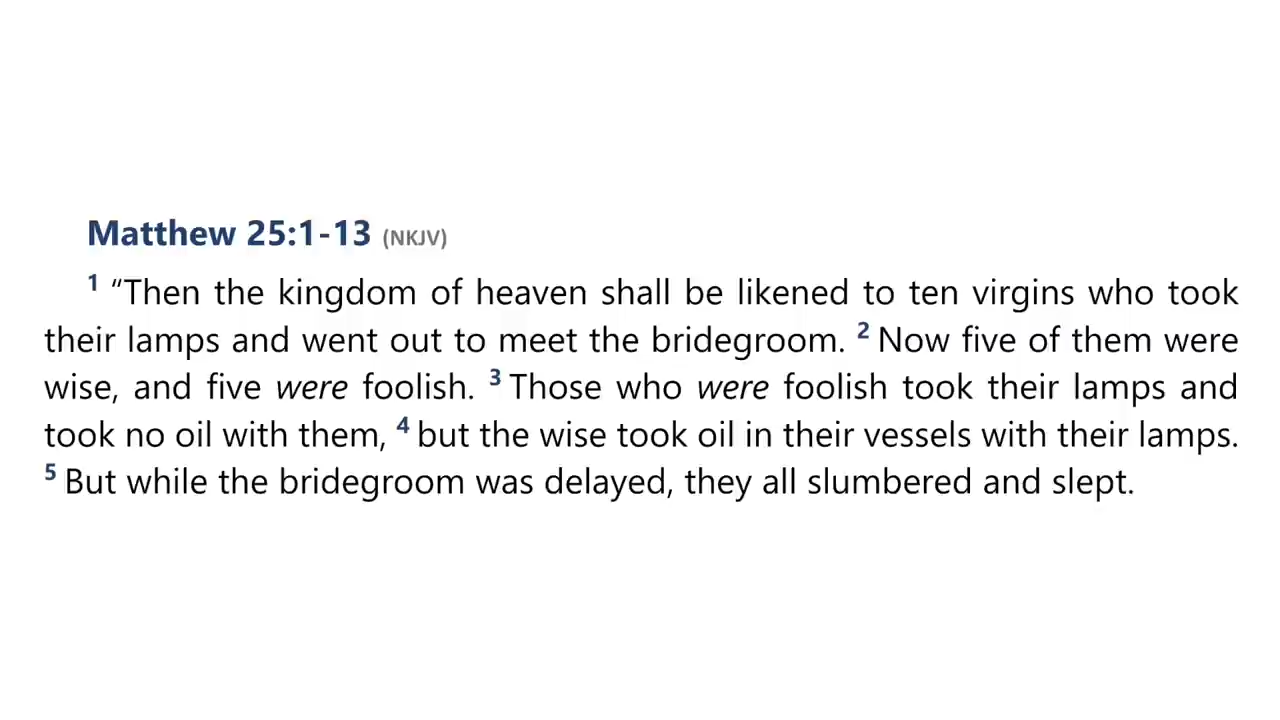 Matthew 25:1-13 (NKJV)
1 “Then the kingdom of heaven shall be likened to ten virgins who took
their lamps and went out to meet the bridegroom. 2 Now five of them were
wise, and five were foolish. 3 Those who were foolish took their lamps and
took no oil with them, 4 but the wise took oil in their vessels with their lamps.
5 But while the bridegroom was delayed, they all slumbered and slept.